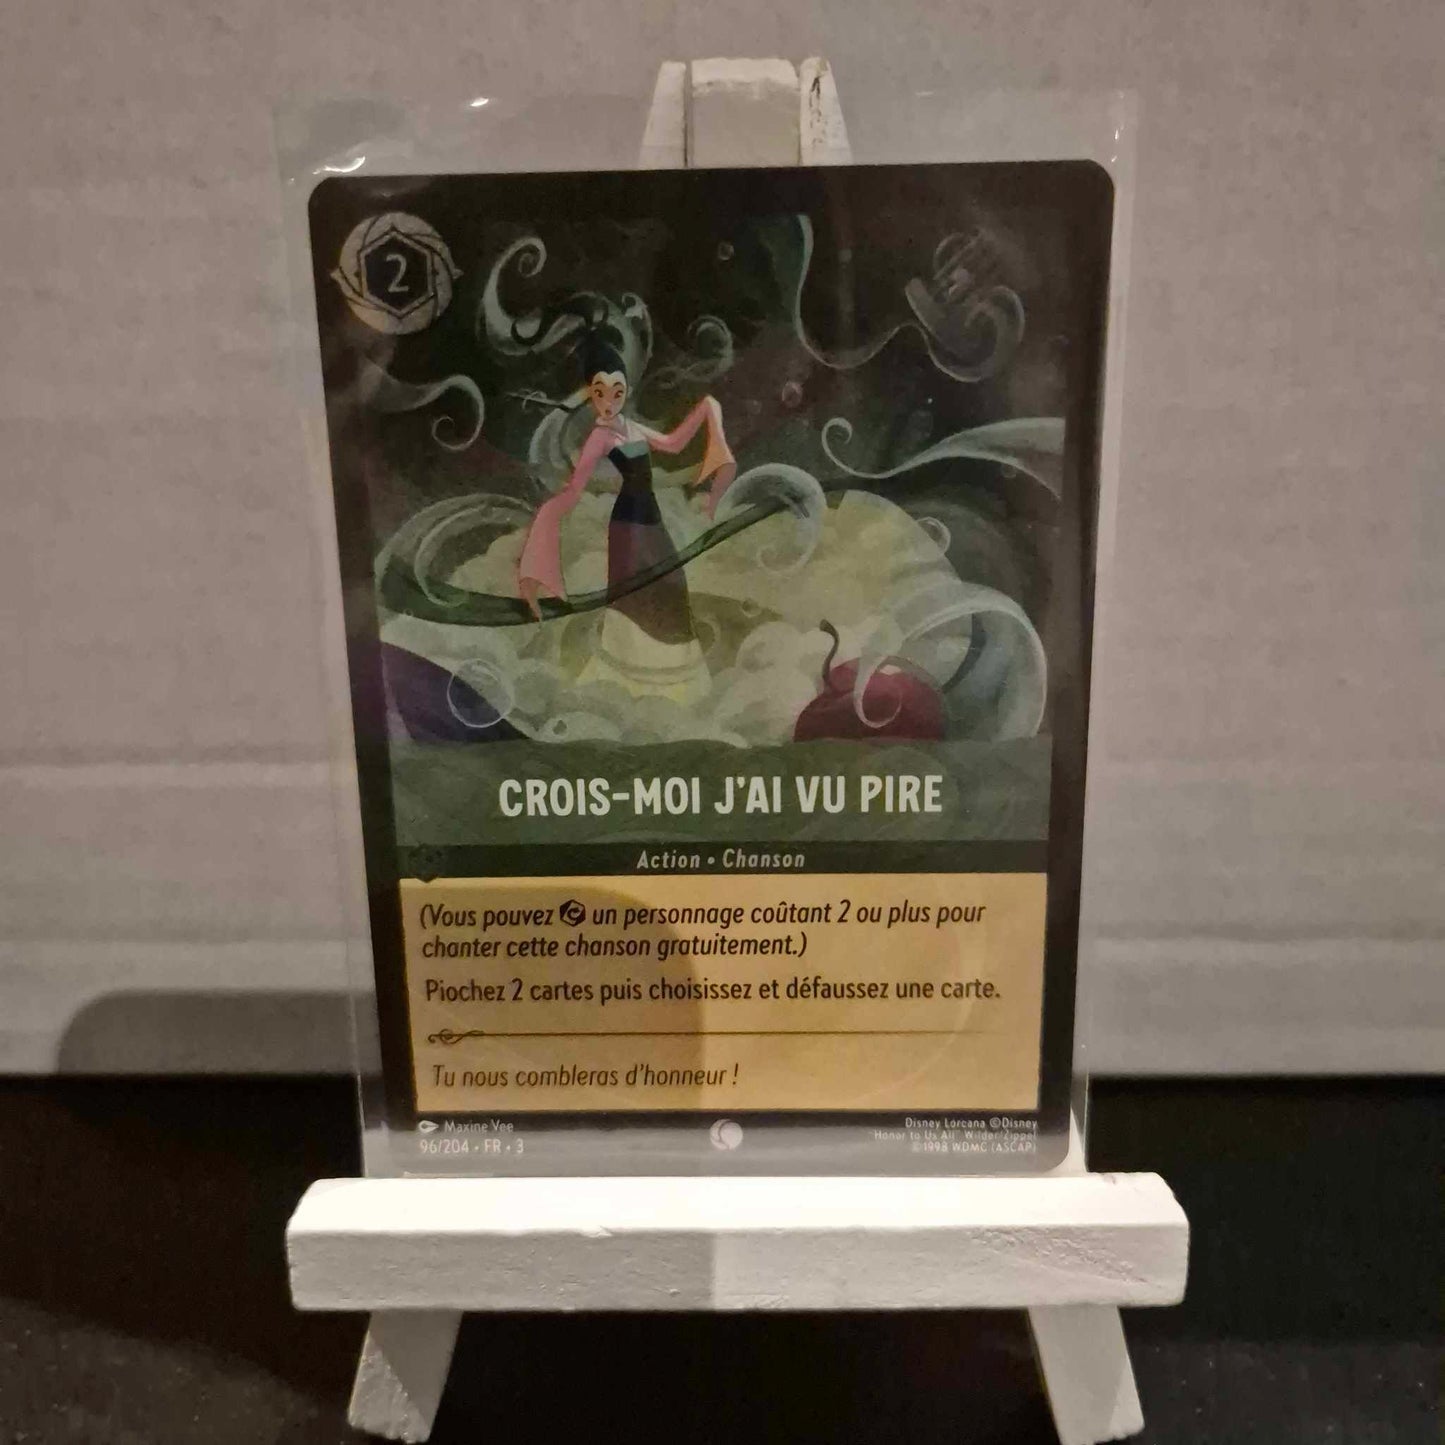 2
CROIS-MOI J'AI VU PIRE
Action • Chanson
(Vous pouvez un personnage coûtant 2 ou plus pour
chanter cette chanson gratuitement.)
Piochez 2 cartes puis choisissez et défaussez une carte.
Tu nous combleras d'honneur !
Maxine Vee
96/204 • FR • 3
Disney Lorcana ©Disney
Honor to Us All Wilder/Zippel
©1998 WDMC (ASCAP)